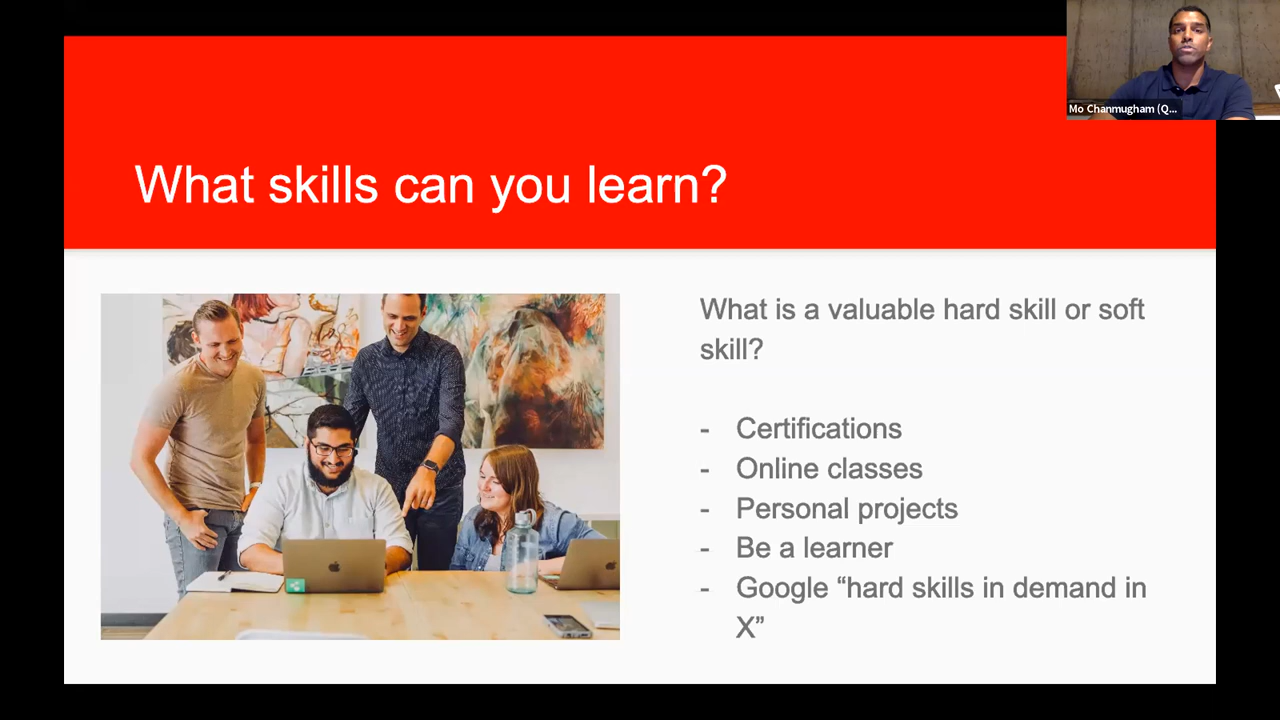 Mo Chanmugham (Q...
What skills can you learn?
What is a valuable hard skill or soft
skill?
- Certifications
- Online classes
- Personal projects
- Be a learner
- Google “hard skills in demand in
X”